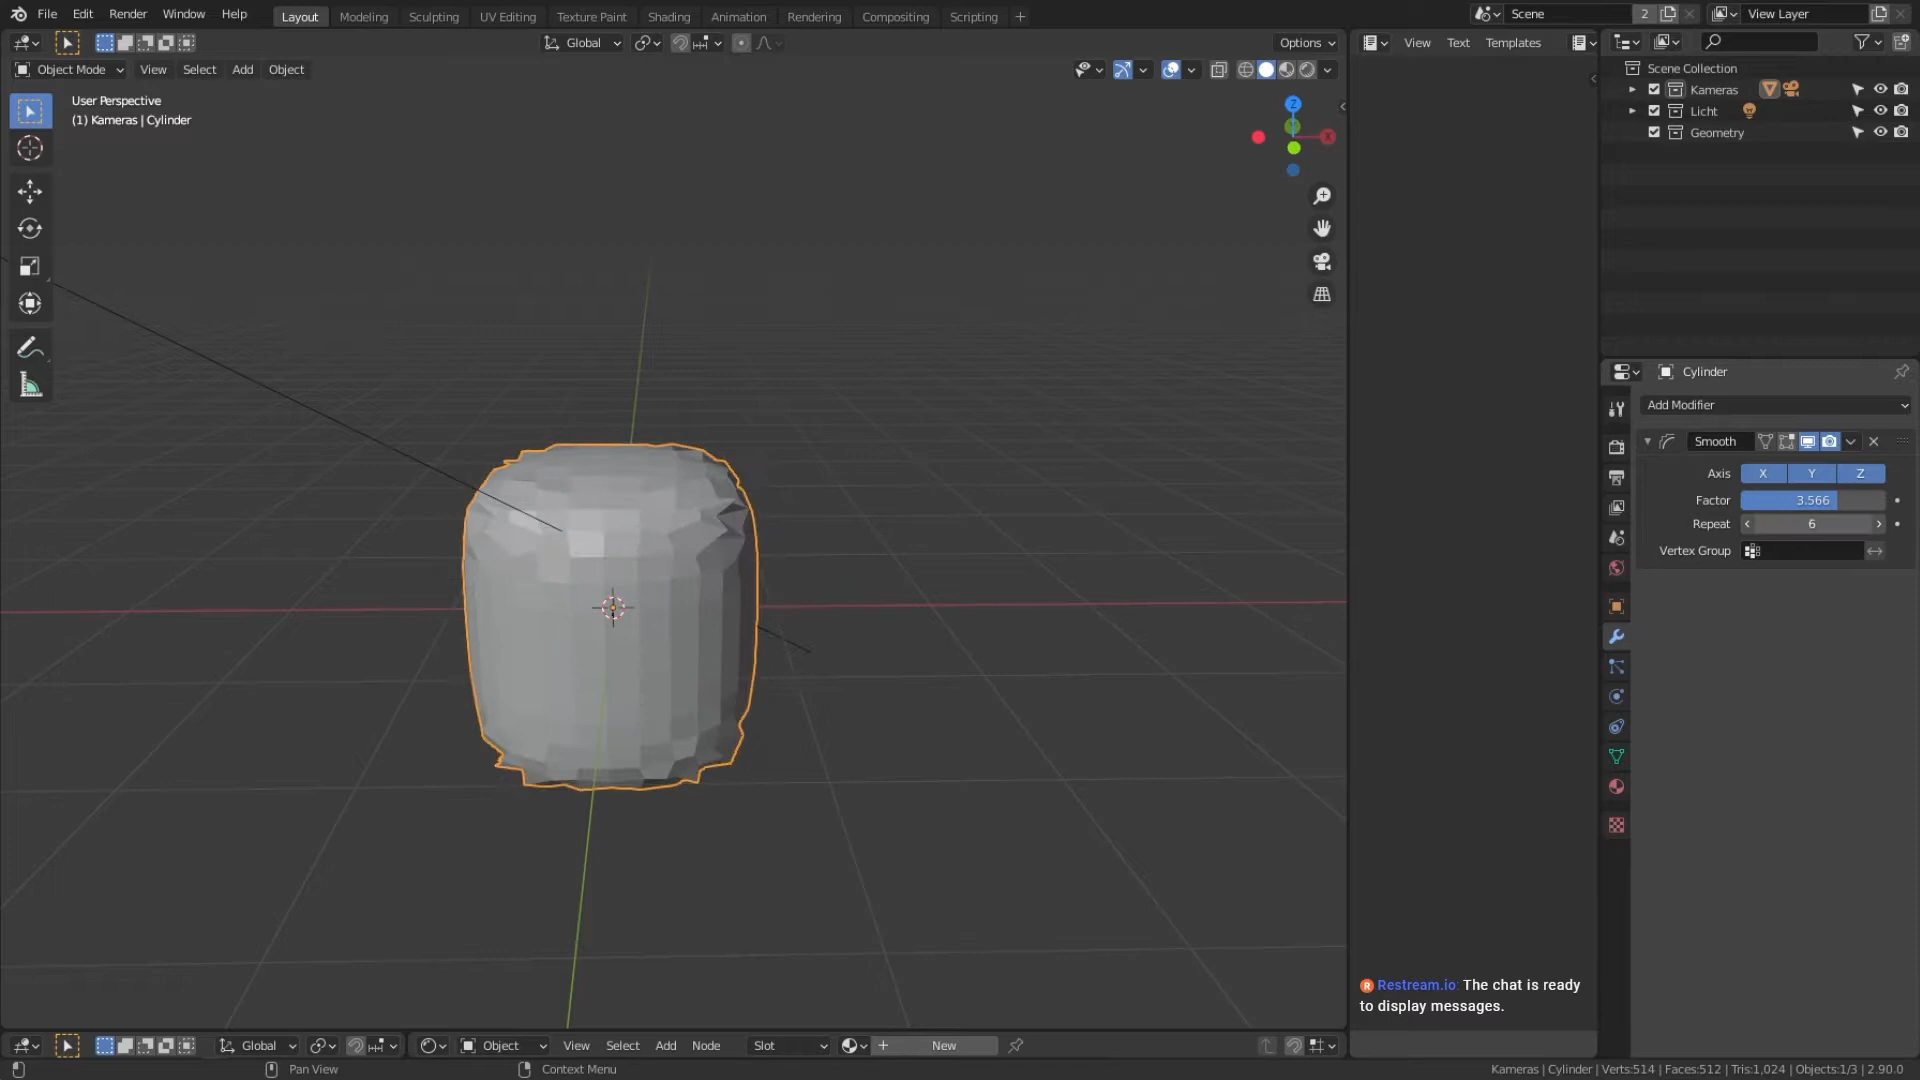 File Edit Render Window Help Layout Modeling Sculpting UV Editing Texture Paint Shading Animation Rendering Compositing Scripting + Scene 2 View Layer
Global Options View Text Templates
Object Mode View Select Add Object
Scene Collection
User Perspective
(1) Kameras | Cylinder
Kameras
Licht
Geometry
Z
X
Cylinder
Add Modifier
Smooth
Axis X Y Z
Factor 3.566
Repeat 6
Vertex Group
R Restream.io: The chat is ready
to display messages.
Global Object View Select Add Node Slot + New
Pan View Context Menu Kameras | Cylinder | Verts:514 | Faces:512 | Tris:1,024 | Objects:1/3 | 2.90.0